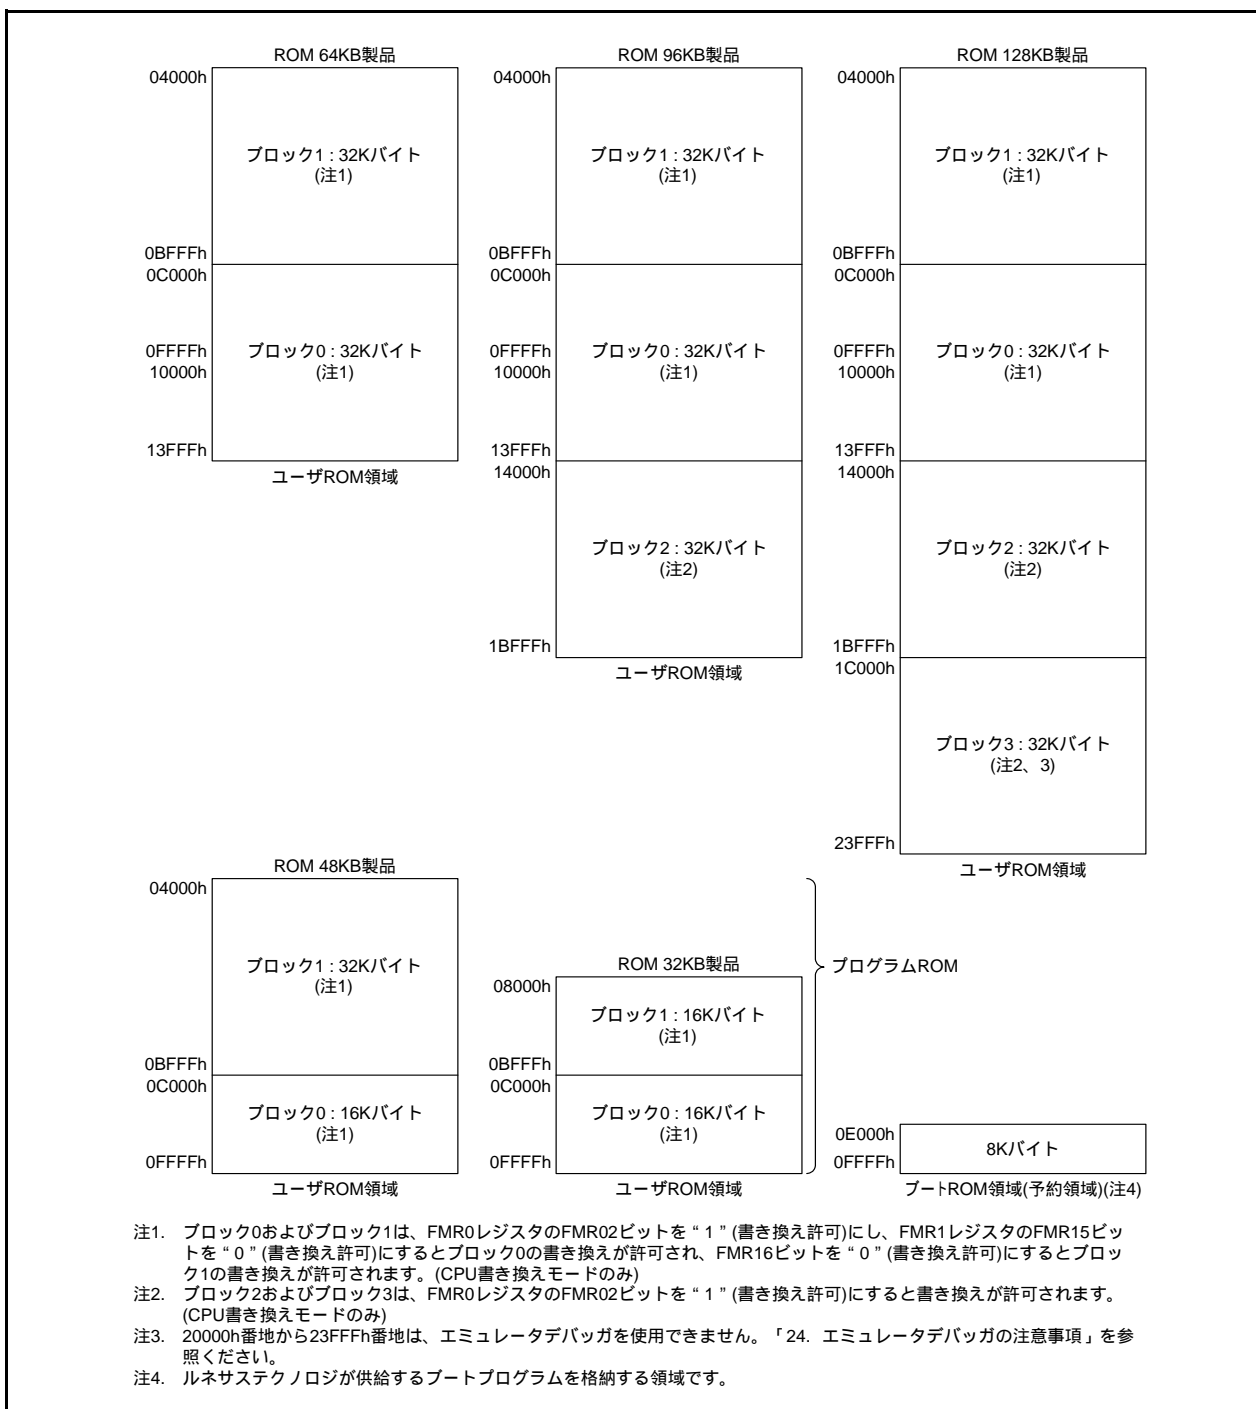 ROM 64KB製品
04000h
ブロック1 : 32Kバイト
(注1)
0BFFFh
0C000h
ブロック0 : 32Kバイト
(注1)
0FFFFh
10000h
13FFFh
ユーザROM領域
ROM 96KB製品
04000h
ブロック1 : 32Kバイト
(注1)
0BFFFh
0C000h
ブロック0 : 32Kバイト
(注1)
0FFFFh
10000h
13FFFh
14000h
ブロック2 : 32Kバイト
(注2)
1BFFFh
ユーザROM領域
ROM 128KB製品
04000h
ブロック1 : 32Kバイト
(注1)
0BFFFh
0C000h
ブロック0 : 32Kバイト
(注1)
0FFFFh
10000h
13FFFh
14000h
ブロック2 : 32Kバイト
(注2)
1BFFFh
1C000h
ブロック3 : 32Kバイト
(注2、3)
23FFFh
ユーザROM領域
ROM 48KB製品
04000h
ブロック1 : 32Kバイト
(注1)
0BFFFh
0C000h
ブロック0 : 16Kバイト
(注1)
0FFFFh
ユーザROM領域
ROM 32KB製品
08000h
ブロック1 : 16Kバイト
(注1)
0BFFFh
0C000h
ブロック0 : 16Kバイト
(注1)
0FFFFh
ユーザROM領域
プログラムROM
0E000h
8Kバイト
0FFFFh
ブートROM領域(予約領域)(注4)
注1. ブロック0およびブロック1は、FMR0レジスタのFMR02ビットを“1”(書き換え許可)にし、FMR1レジスタのFMR15ビッ
トを“0”(書き換え許可)にするとブロック0の書き換えが許可され、FMR16ビットを“0”(書き換え許可)にするとブロッ
ク1の書き換えが許可されます。(CPU書き換えモードのみ)
注2. ブロック2およびブロック3は、FMR0レジスタのFMR02ビットを“1”(書き換え許可)にすると書き換えが許可されます。
(CPU書き換えモードのみ)
注3. 20000h番地から23FFFh番地は、エミュレータデバッガを使用できません。「24. エミュレータデバッガの注意事項」を参
照ください。
注4. ルネサステクノロジが供給するブートプログラムを格納する領域です。